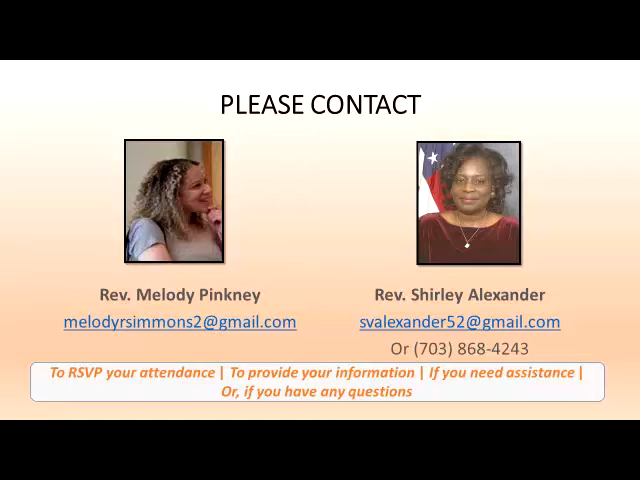 PLEASE CONTACT
Rev. Melody Pinkney
melodyrsimmons2@gmail.com
Rev. Shirley Alexander
svalexander52@gmail.com
Or (703) 868-4243
To RSVP your attendance | To provide your information | If you need assistance |
Or, if you have any questions